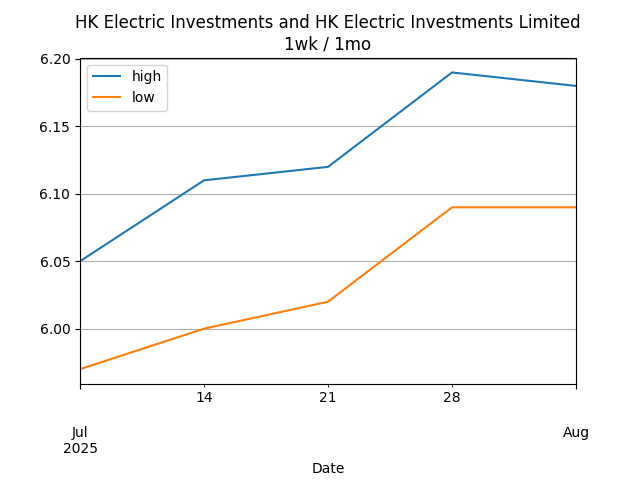 HK Electric Investments and HK Electric Investments Limited
1wk / 1mo
6.20
6.15
6.10
6.05
6.00
high
low
14
21
28
Jul
2025
Aug
Date